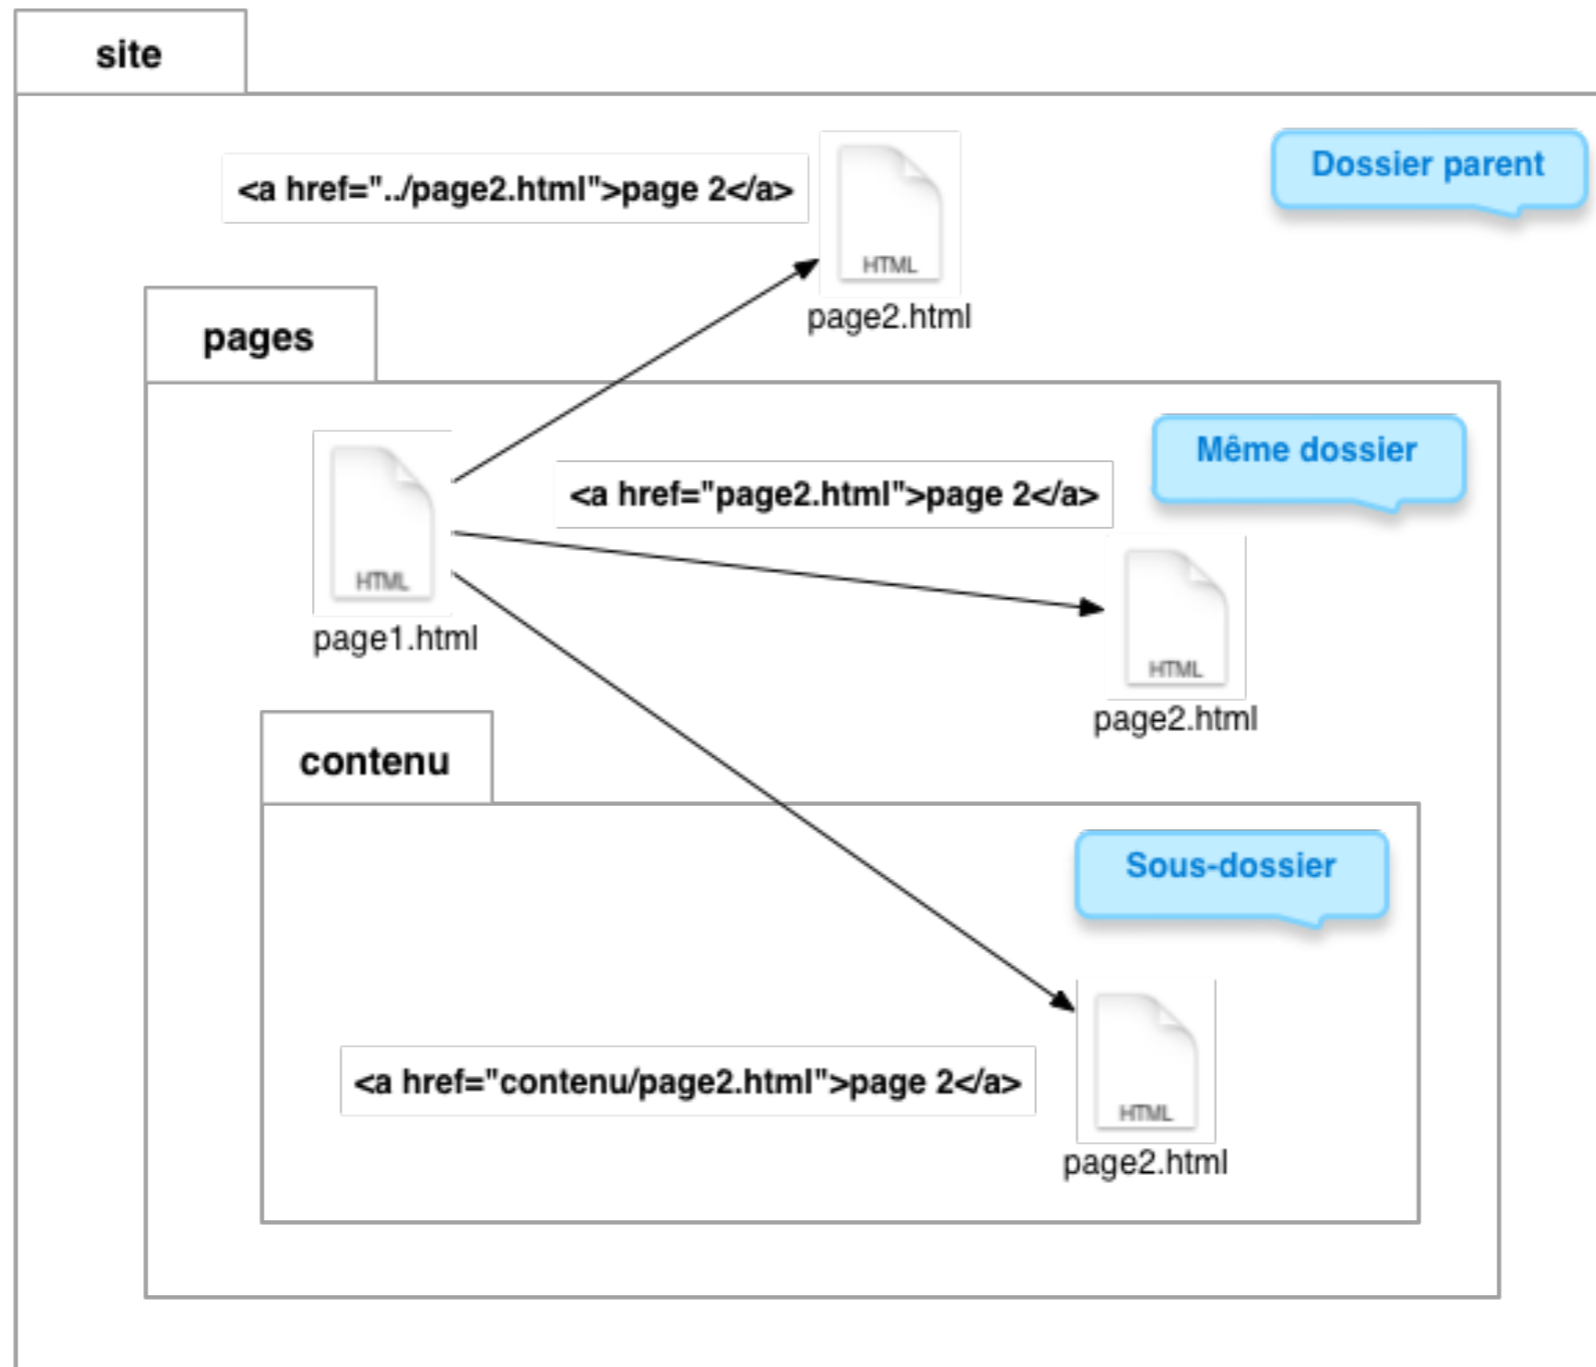 site
Dossier parent
<a href="../page2.html">page 2</a>
HTML
page2.html
pages
Même dossier
<a href="page2.html">page 2</a>
HTML
page1.html
HTML
page2.html
contenu
Sous-dossier
<a href="contenu/page2.html">page 2</a>
HTML
page2.html